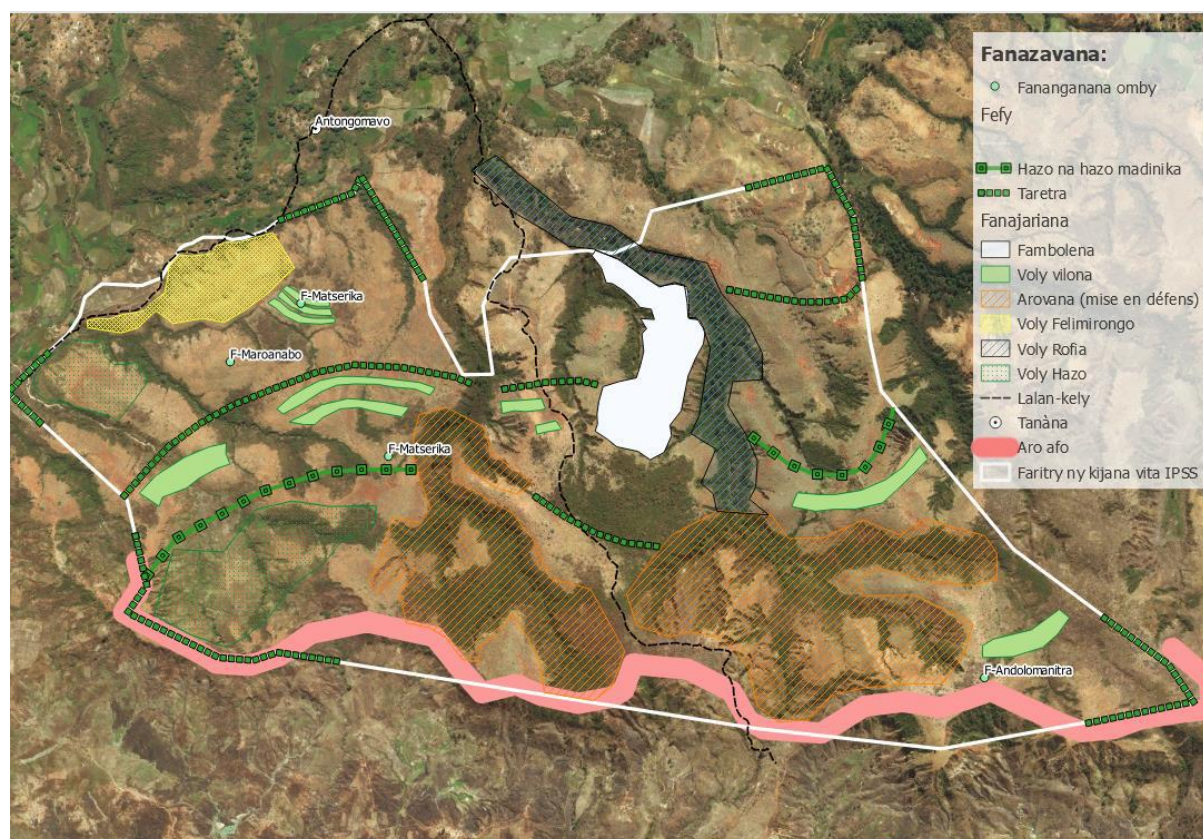 Fanazavana:
Fananganana omby
Fefy
Hazo na hazo madinika
Taretra
Fanajariana
Fambolena
Voly vilona
Arovana (mise en défens)
Voly Felimirongo
Voly Rofia
Voly Hazo
Lalan-kely
Tanàna
Aro afo
Faritry ny kijana vita IPSS
Antongomavo
F-Matserika
F-Maroanabo
F-Matserika
F-Andolomanitra